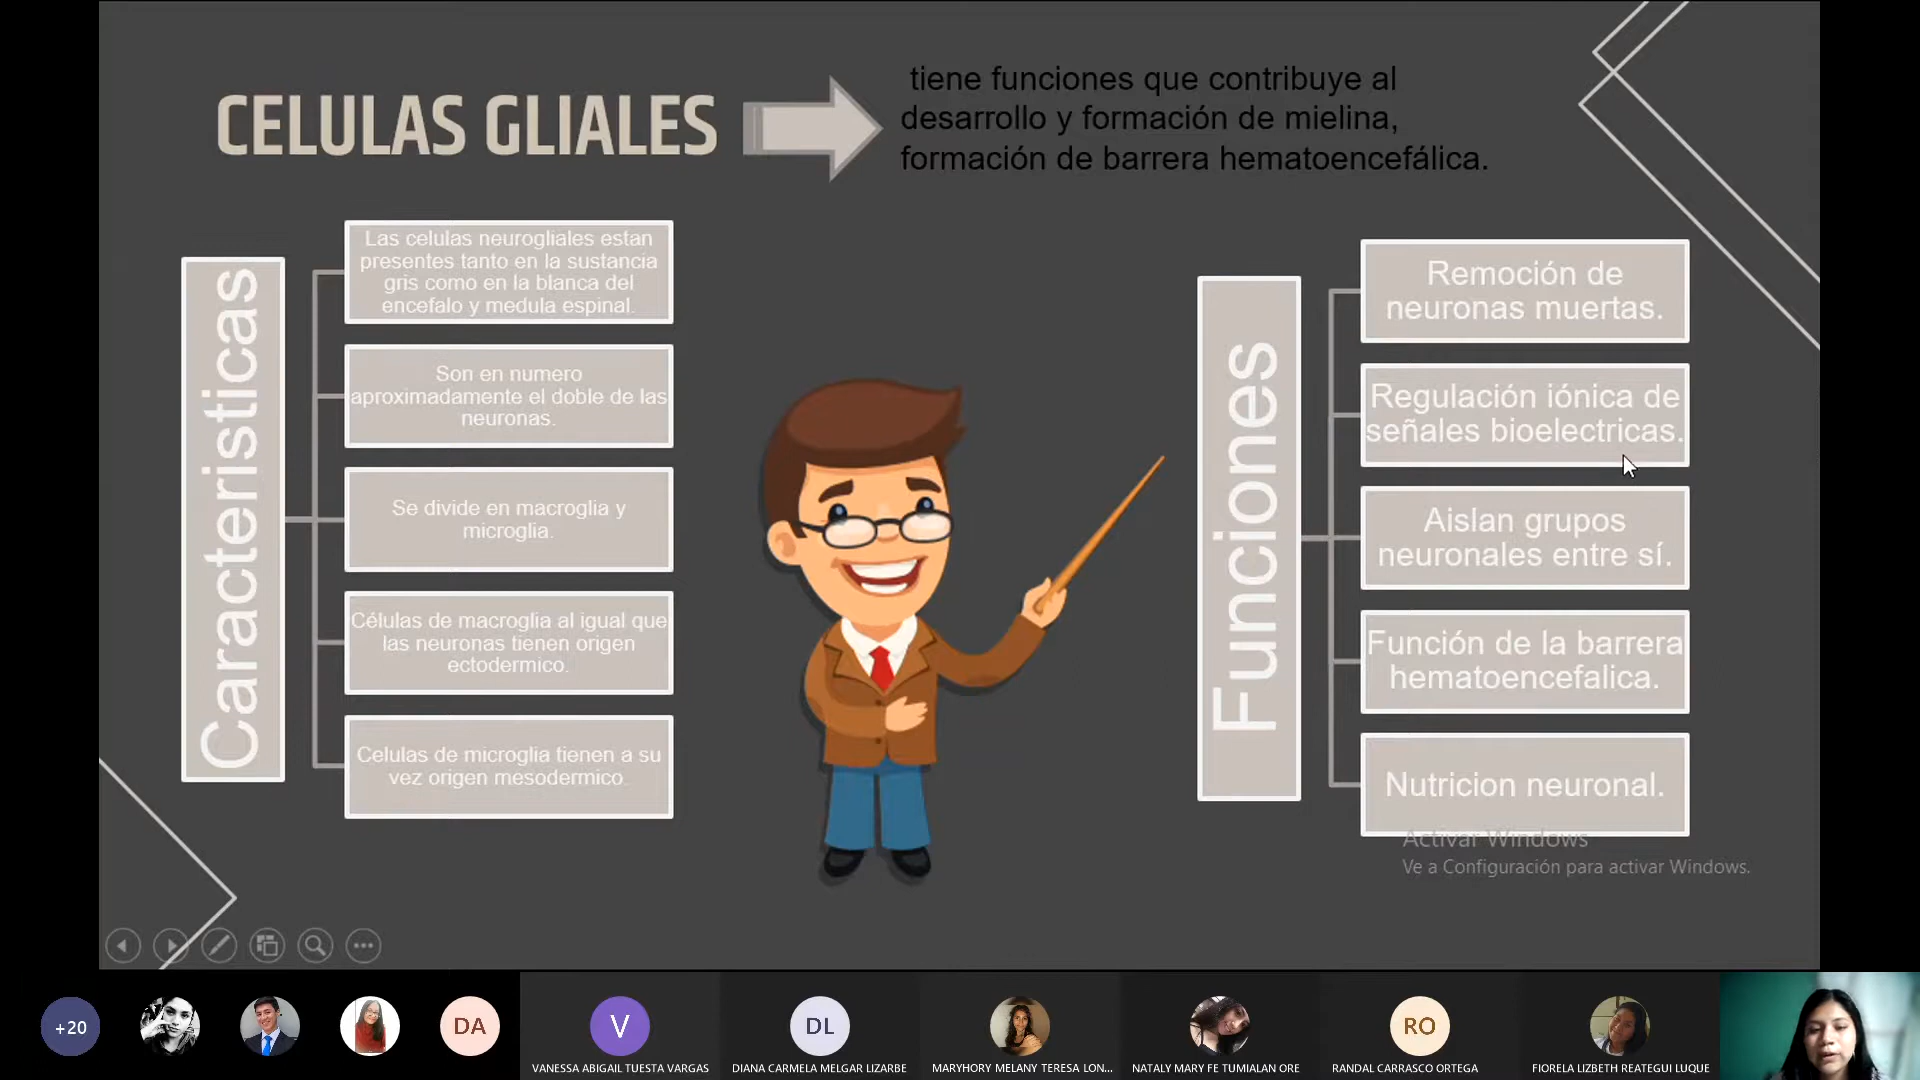 CELULAS GLIALES
tiene funciones que contribuye al
desarrollo y formación de mielina,
formación de barrera hematoencefálica.
Caracteristicas
Las celulas neurogliales estan
presentes tanto en la sustancia
gris como en la blanca del
encefalo y medula espinal.
Son en numero
aproximadamente el doble de las
neuronas.
Se divide en macroglia y
microglia.
Células de macroglia al igual que
las neuronas tienen origen
ectodermico.
Celulas de microglia tienen a su
vez origen mesodermico.
Funciones
Remoción de
neuronas muertas.
Regulación iónica de
señales bioelectricas.
Aislan grupos
neuronales entre sí.
Función de la barrera
hematoencefalica.
Nutricion neuronal.
Activar Windows
Ve a Configuración para activar Windows.
+20
DA
V
VANESSA ABIGAIL TUESTA VARGAS
DL
DIANA CARMELA MELGAR LIZARBE
MARYHORY MELANY TERESA LON...
NATALY MARY FE TUMIALAN ORE
RO
RANDAL CARRASCO ORTEGA
FIORELA LIZBETH REATEGUI LUQUE